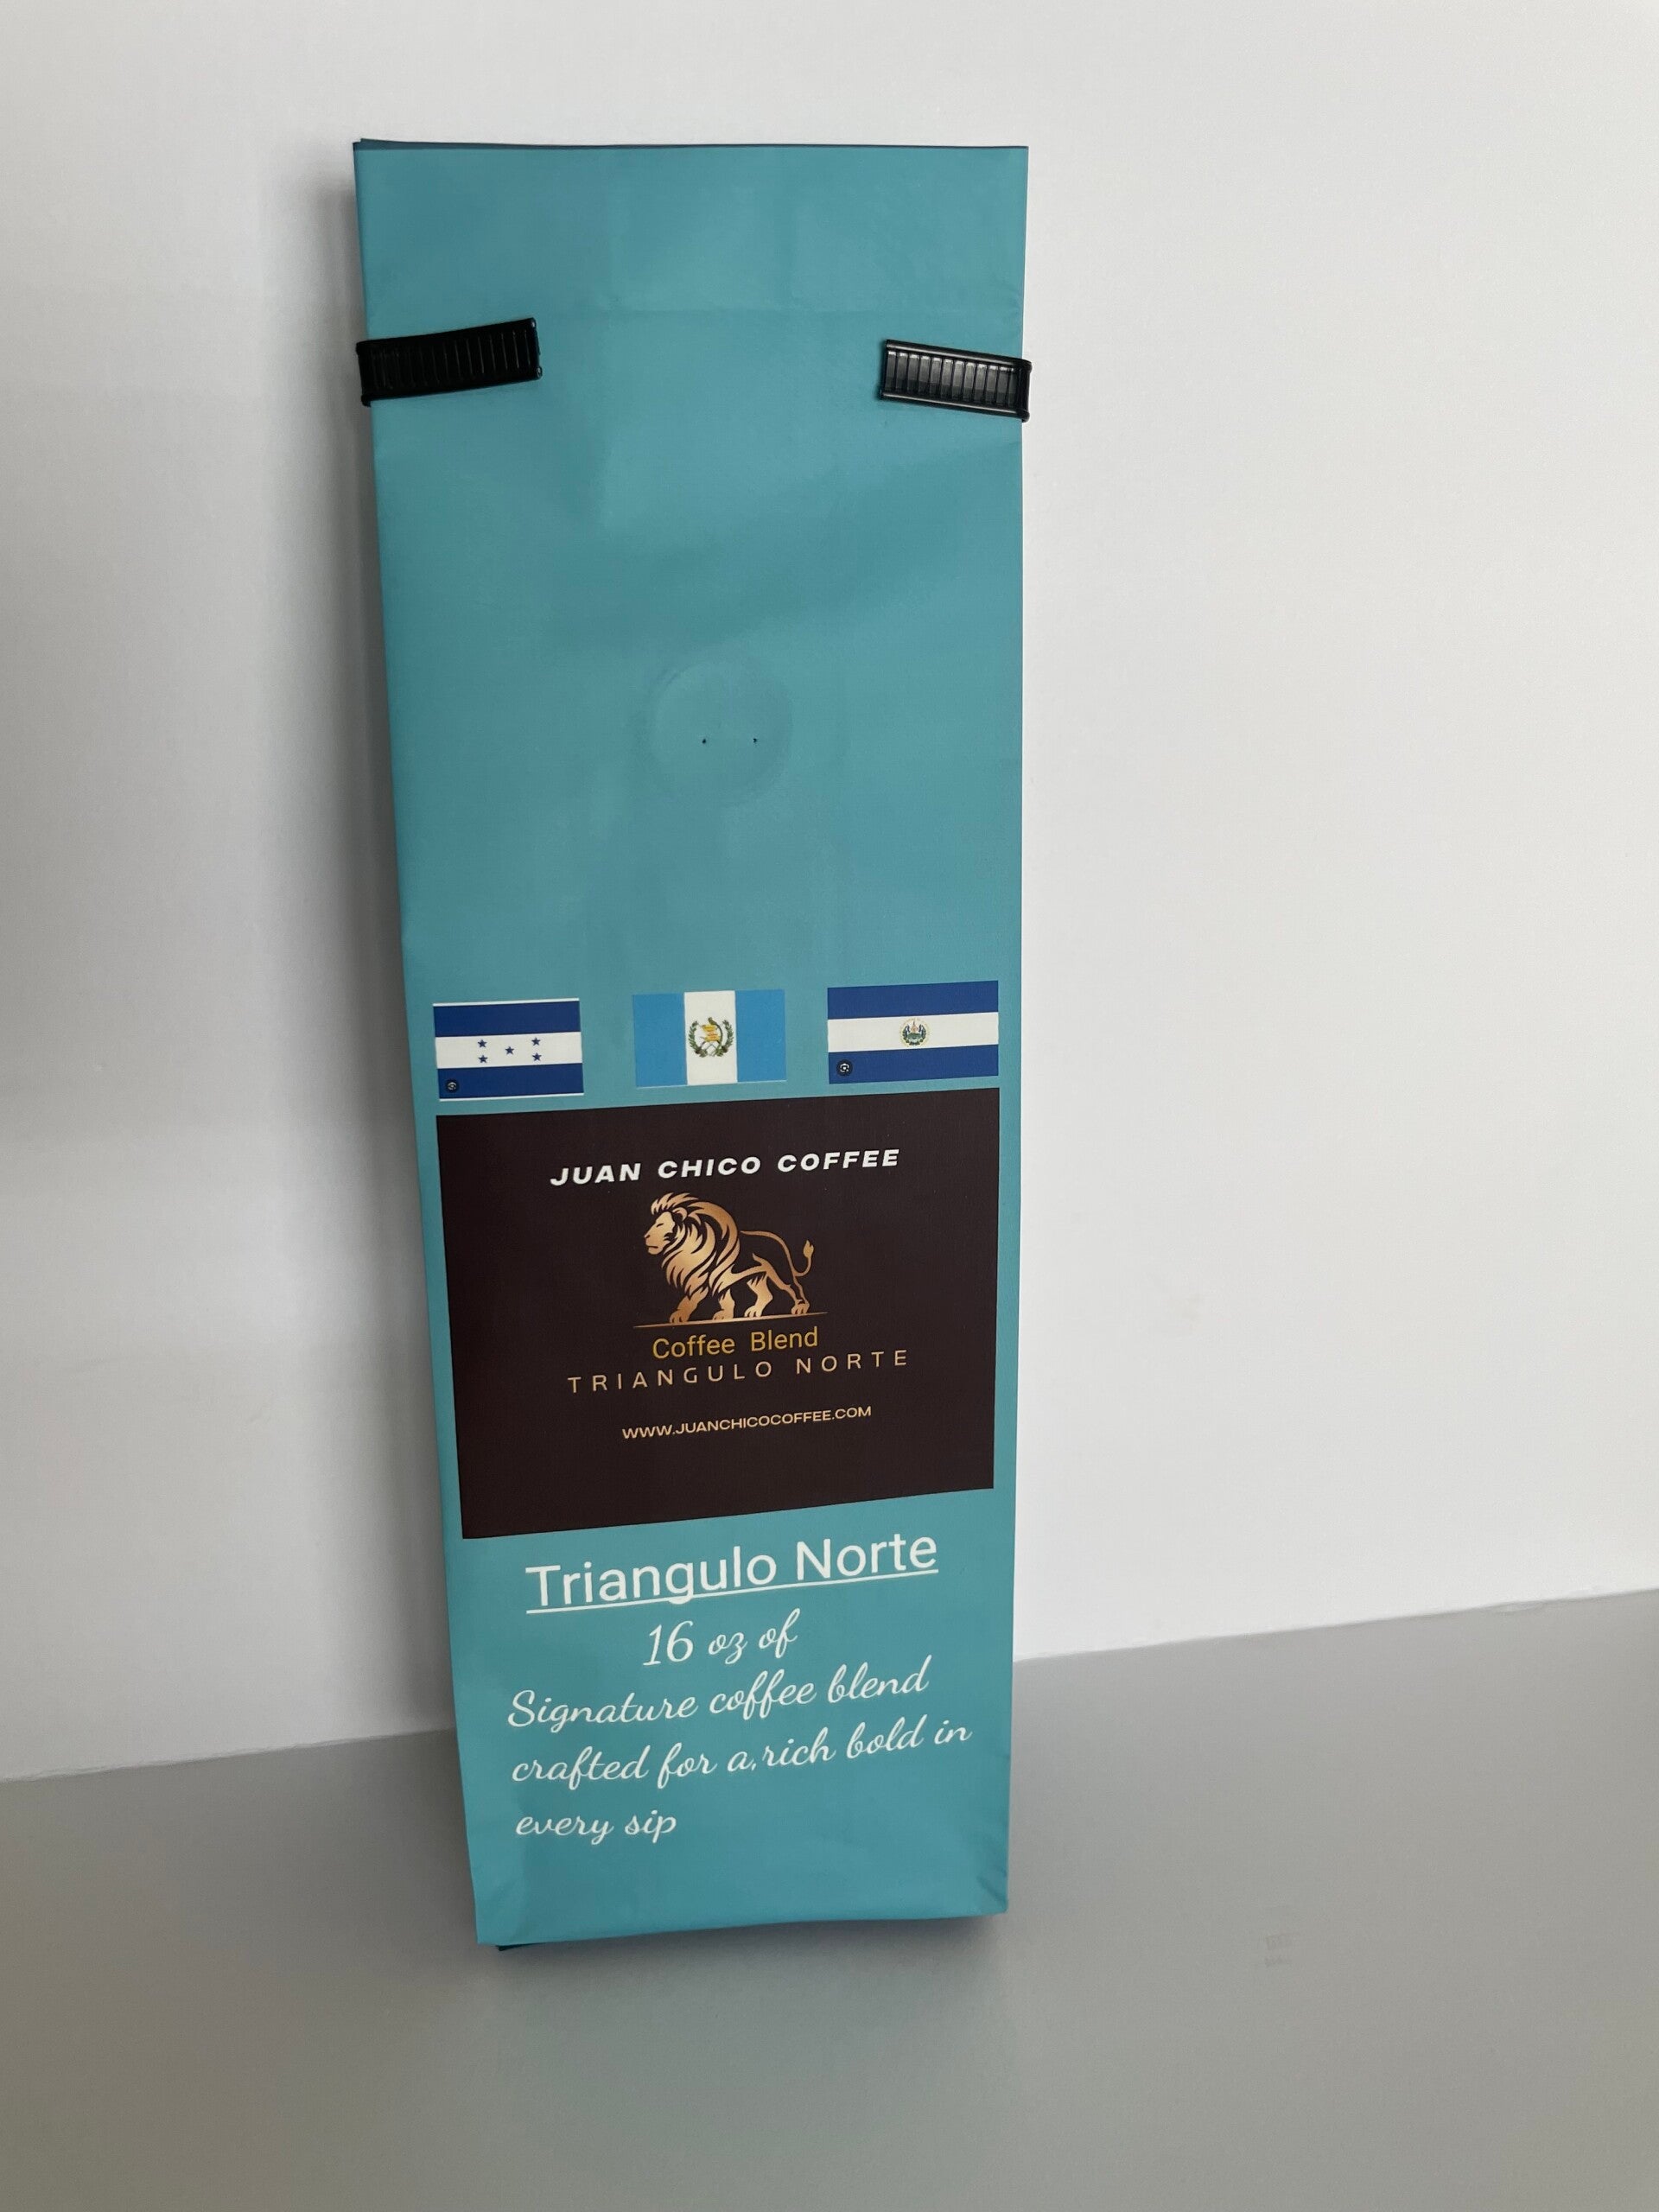 JUAN CHICO COFFEE
Coffee Blend
TRIANGULO NORTE
WWW.JUANCHICOCOFFEE.COM
Triangulo Norte
16 oz of
Signature coffee blend
crafted for a.rich bold in
every sip